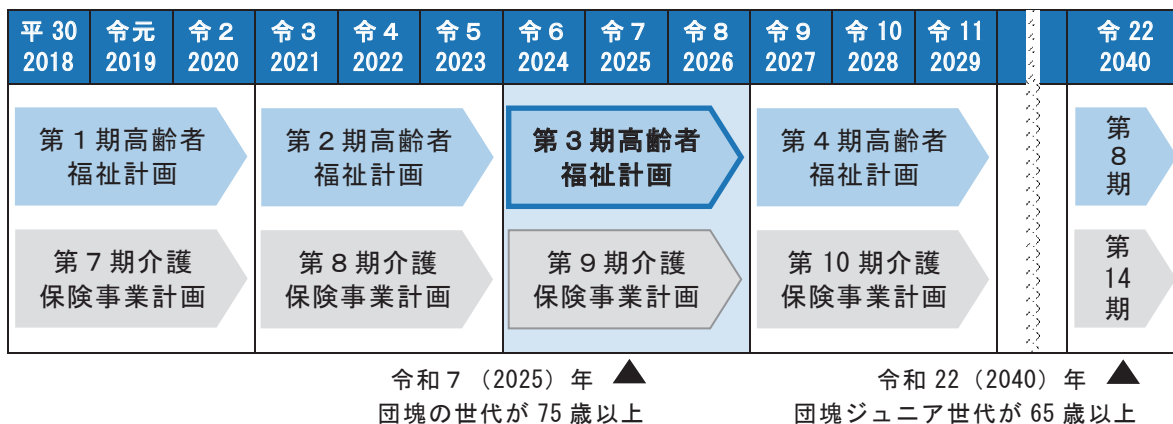 平 30 令元 令２ 令３ 令４ 令５ 令６ 令７ 令８ 令９ 令 10 令 11 令 22
2018 2019 2020 2021 2022 2023 2024 2025 2026 2027 2028 2029 2040
第１期高齢者
福祉計画
第２期高齢者
福祉計画
第３期高齢者
福祉計画
第４期高齢者
福祉計画
第
８
期
第７期介護
保険事業計画
第８期介護
保険事業計画
第９期介護
保険事業計画
第 10 期介護
保険事業計画
第
14
期
令和７（2025）年 ▲
団塊の世代が 75 歳以上
令和 22（2040）年 ▲
団塊ジュニア世代が 65 歳以上